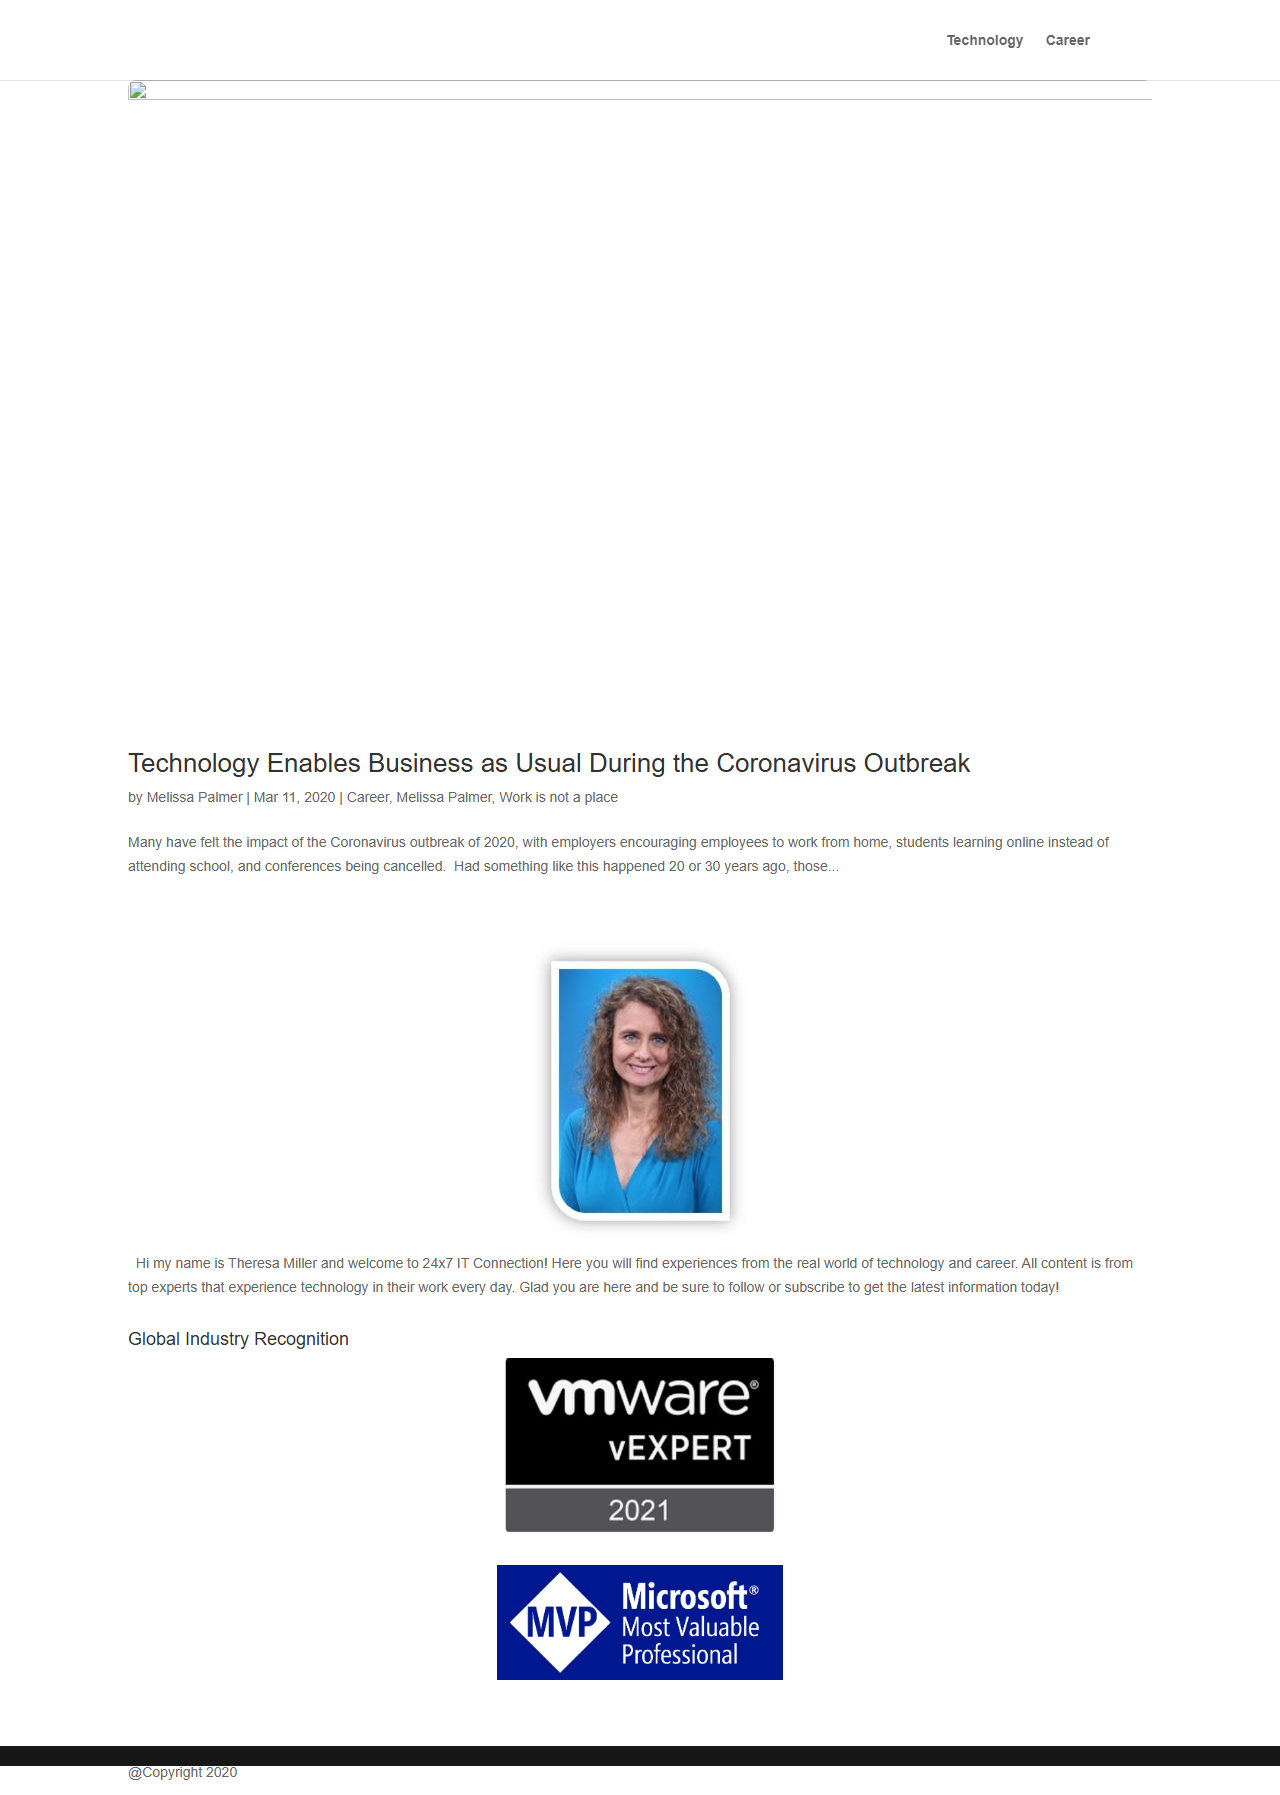 Technology Career
Technology Enables Business as Usual During the Coronavirus Outbreak
by Melissa Palmer | Mar 11, 2020 | Career, Melissa Palmer, Work is not a place
Many have felt the impact of the Coronavirus outbreak of 2020, with employers encouraging employees to work from home, students learning online instead of
attending school, and conferences being cancelled.  Had something like this happened 20 or 30 years ago, those...
Hi my name is Theresa Miller and welcome to 24x7 IT Connection! Here you will find experiences from the real world of technology and career. All content is from
top experts that experience technology in their work every day. Glad you are here and be sure to follow or subscribe to get the latest information today!
Global Industry Recognition
vmware®
vEXPERT
2021
MVP
Microsoft®
Most Valuable
Professional
@Copyright 2020